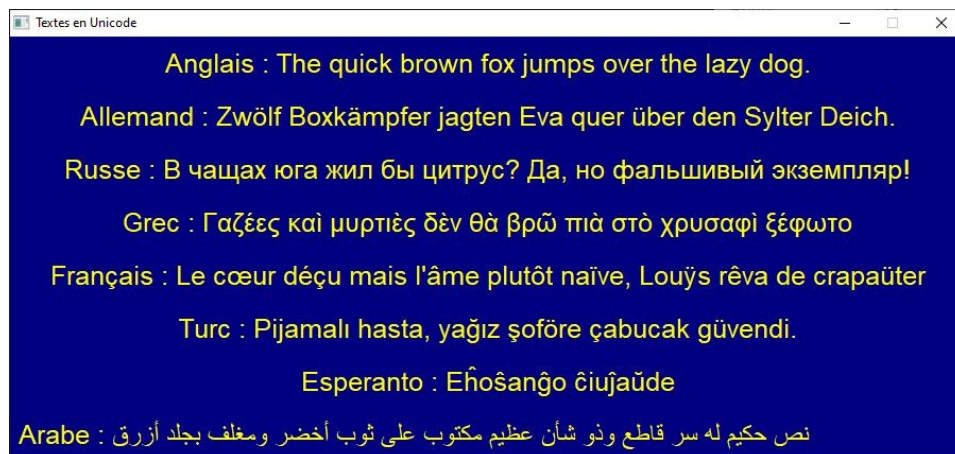 Textes en Unicode
Anglais : The quick brown fox jumps over the lazy dog.
Allemand : Zwölf Boxkämpfer jagten Eva quer über den Sylter Deich.
Russe : В чащах юга жил бы цитрус? Да, но фальшивый экземпляр!
Grec : Γαζέες καὶ μυρτιὲς δὲν θὰ βρῶ πιὰ στὸ χρυσαφὶ ξέφωτο
Français : Le cœur déçu mais l'âme plutôt naïve, Louÿs rêva de crapaüter
Turc : Pijamalı hasta, yağız şoföre çabucak güvendi.
Esperanto : Eĥoŝanĝo ĉiuĵaŭde
Arabe : نص حكيم له سر قاطع وذو شأن عظيم مكتوب على ثوب أخضر ومغلف بجلد أزرق